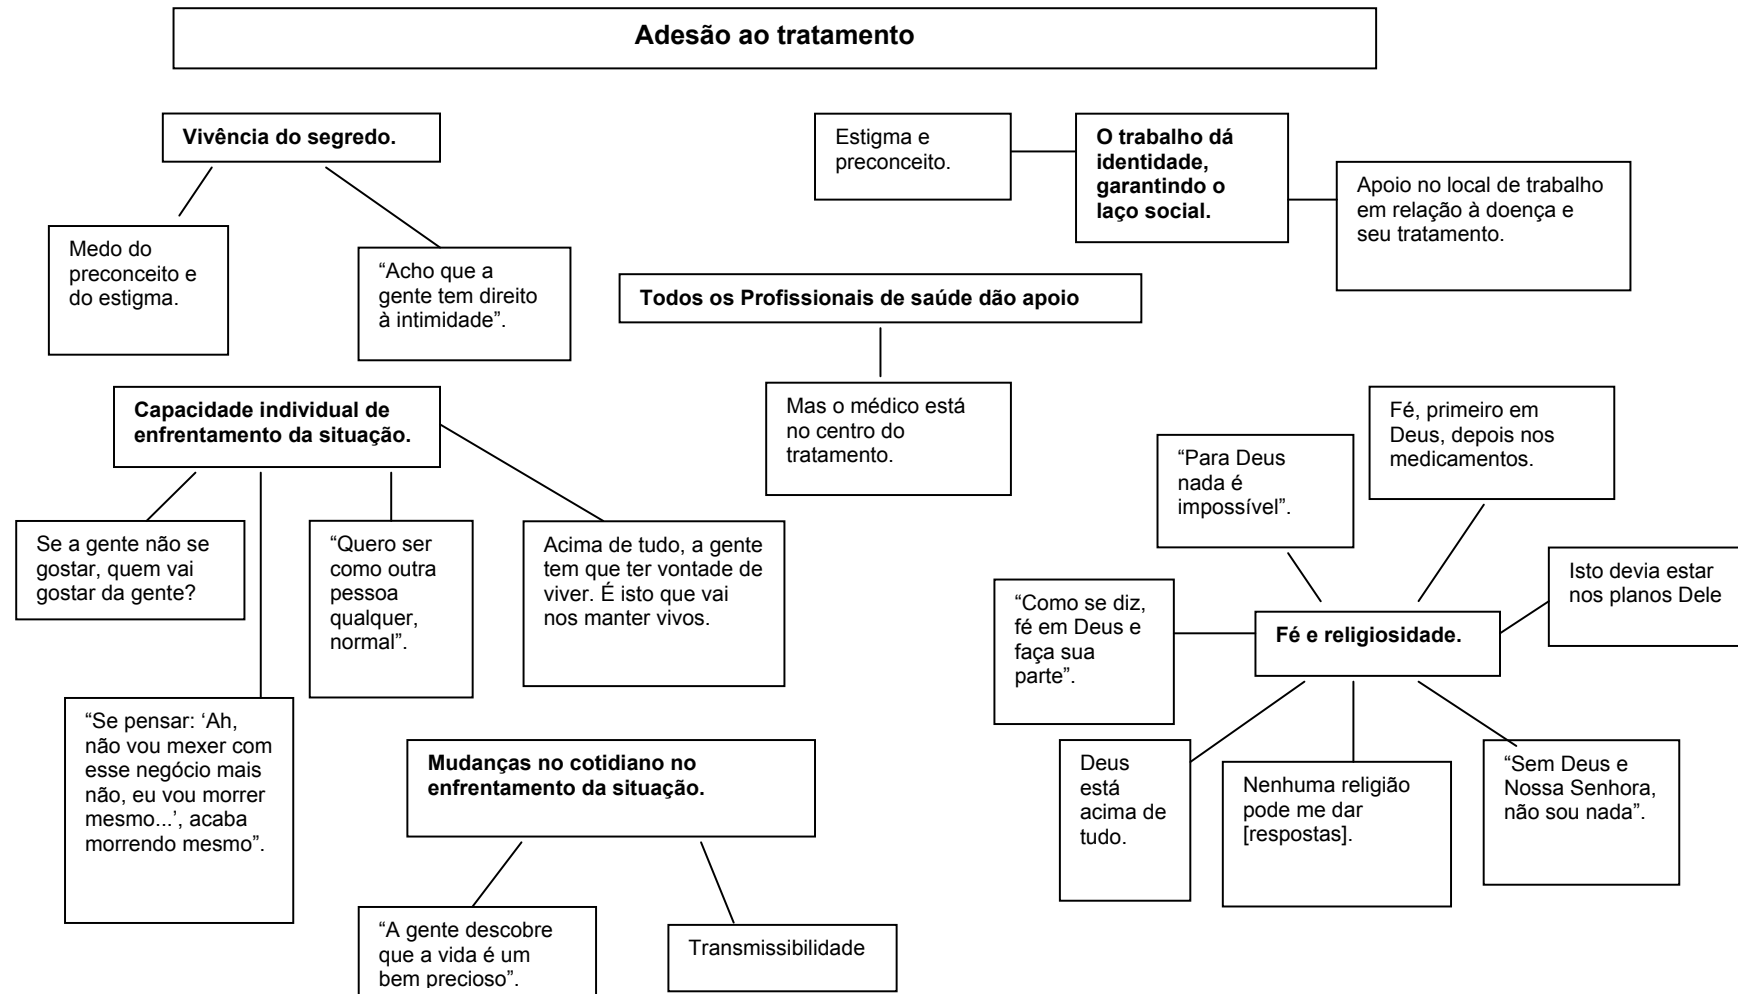 Adesão ao tratamento
Vivência do segredo.
Medo do
preconceito e
do estigma.
“Acho que a
gente tem direito
à intimidade”.
Estigma e
preconceito.
O trabalho dá
identidade,
garantindo o
laço social.
Apoio no local de trabalho
em relação à doença e
seu tratamento.
Todos os Profissionais de saúde dão apoio
Mas o médico está
no centro do
tratamento.
Capacidade individual de
enfrentamento da situação.
Se a gente não se
gostar, quem vai
gostar da gente?
“Quero ser
como outra
pessoa
qualquer,
normal”.
Acima de tudo, a gente
tem que ter vontade de
viver. É isto que vai
nos manter vivos.
“Se pensar: ‘Ah,
não vou mexer com
esse negócio mais
não, eu vou morrer
mesmo...’, acaba
morrendo mesmo”.
“Para Deus
nada é
impossível”.
Fé, primeiro em
Deus, depois nos
medicamentos.
Isto devia estar
nos planos Dele
“Como se diz,
fé em Deus e
faça sua
parte”.
Fé e religiosidade.
Deus
está
acima de
tudo.
Nenhuma religião
pode me dar
[respostas].
“Sem Deus e
Nossa Senhora,
não sou nada”.
Mudanças no cotidiano no
enfrentamento da situação.
“A gente descobre
que a vida é um
bem precioso”.
Transmissibilidade